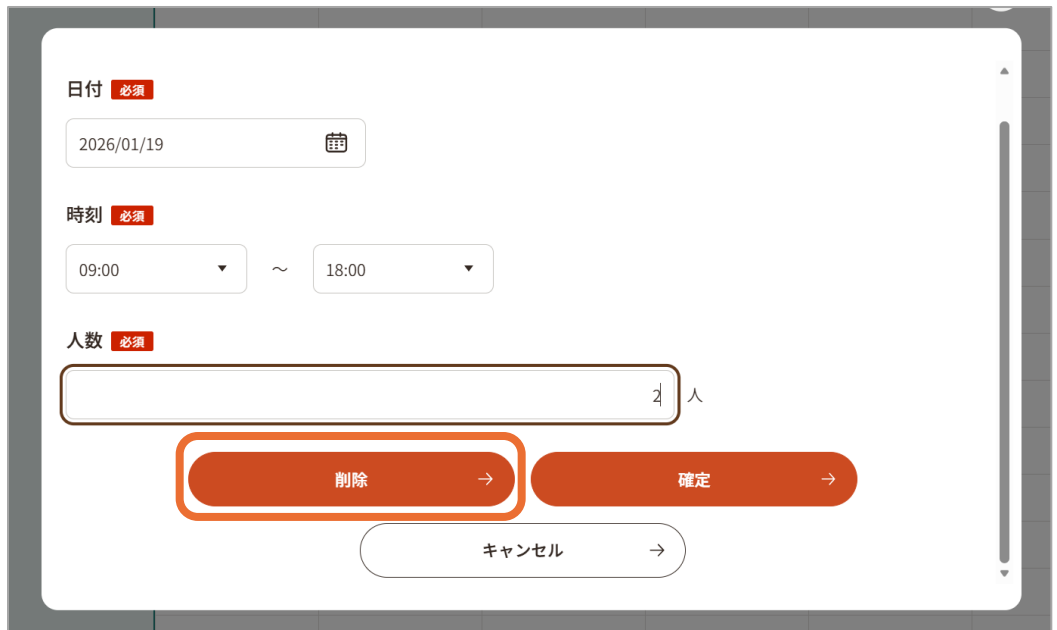 日付 必須
2026/01/19
時刻 必須
09:00 ～ 18:00
人数 必須
2 人
削除 → 確定 →
キャンセル →